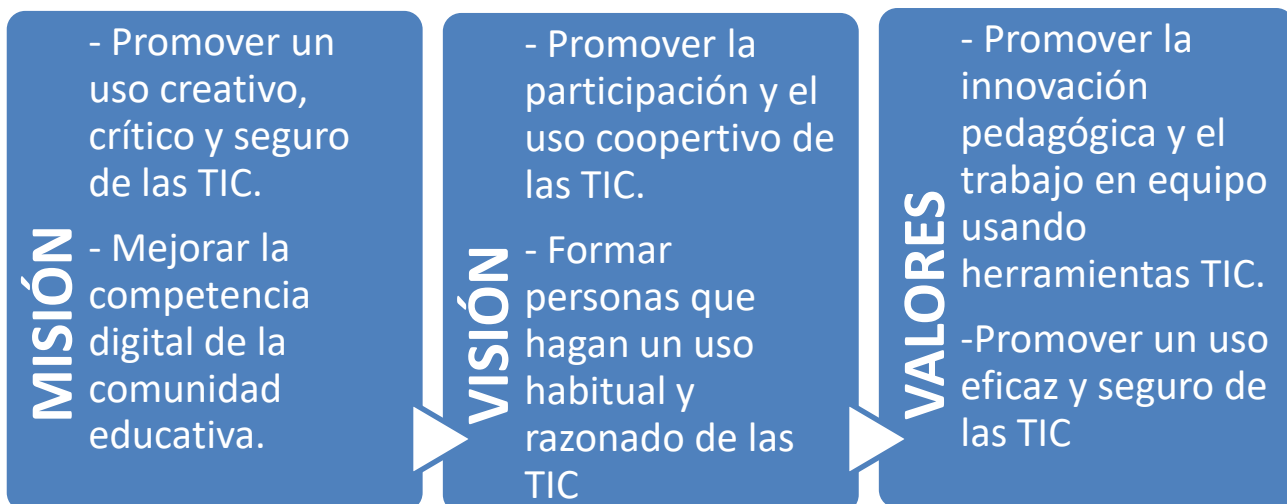 MISIÓN
- Promover un
uso creativo,
crítico y seguro
de las TIC.
- Mejorar la
competencia
digital de la
comunidad
educativa.
VISIÓN
- Promover la
participación y el
uso coopertivo de
las TIC.
- Formar
personas que
hagan un uso
habitual y
razonado de las
TIC
VALORES
- Promover la
innovación
pedagógica y el
trabajo en equipo
usando
herramientas TIC.
-Promover un uso
eficaz y seguro de
las TIC